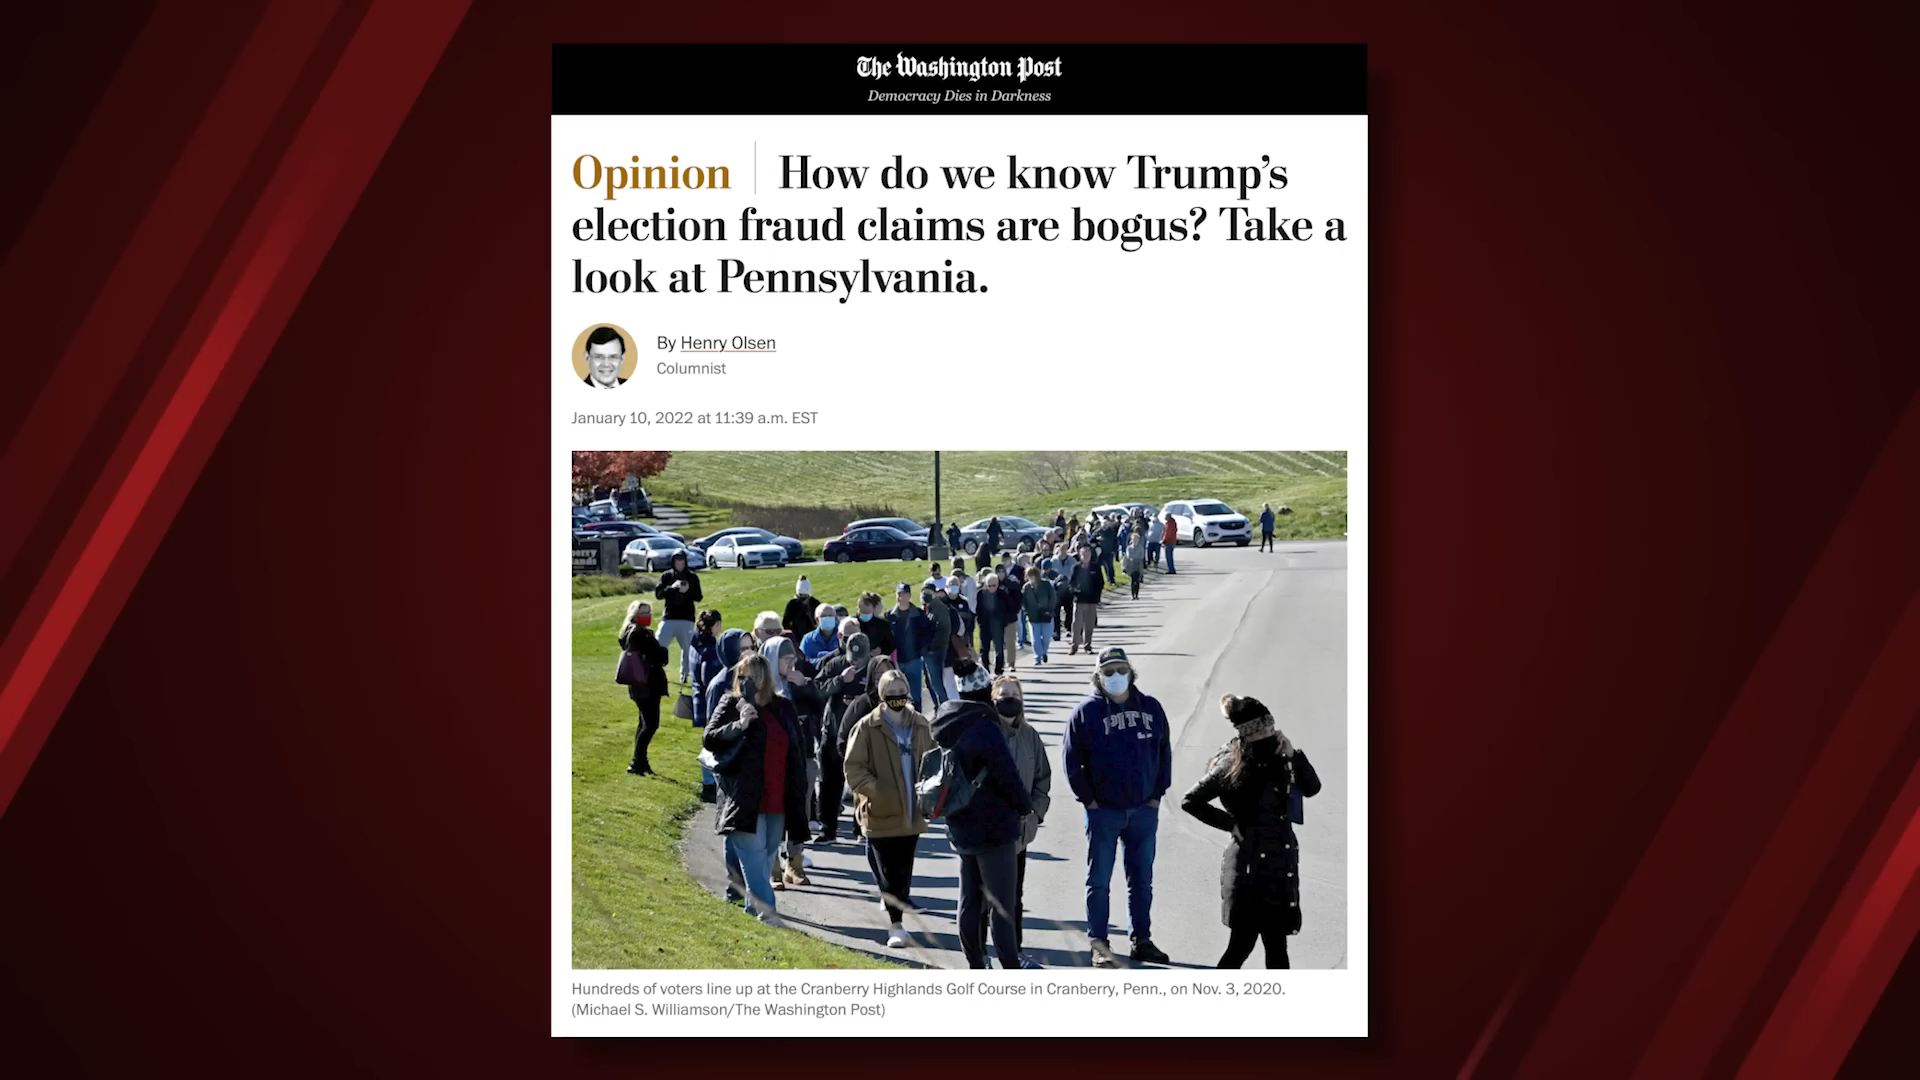 The Washington Post
Democracy Dies in Darkness
Opinion How do we know Trump's
election fraud claims are bogus? Take a
look at Pennsylvania.
By Henry Olsen
Columnist
January 10, 2022 at 11:39 a.m. EST
PITT
Hundreds of voters line up at the Cranberry Highlands Golf Course in Cranberry, Penn., on Nov. 3, 2020.
(Michael S. Williamson/The Washington Post)